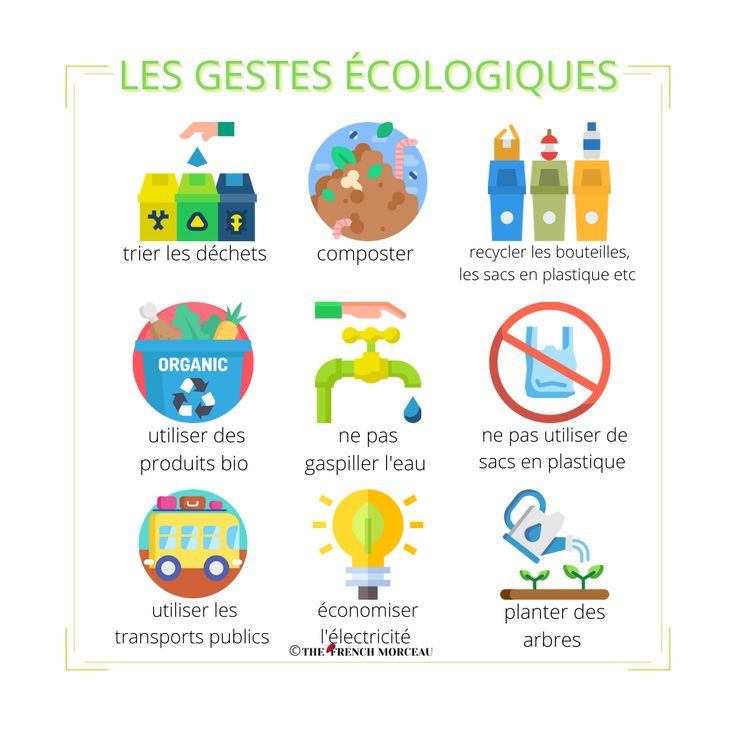 LES GESTES ÉCOLOGIQUES
trier les déchets
composter
recycler les bouteilles,
les sacs en plastique etc
ORGANIC
utiliser des
produits bio
ne pas
gaspiller l'eau
ne pas utiliser de
sacs en plastique
utiliser les
transports publics
économiser
l'électricité
planter des
arbres
©THE FRENCH MORCEAU